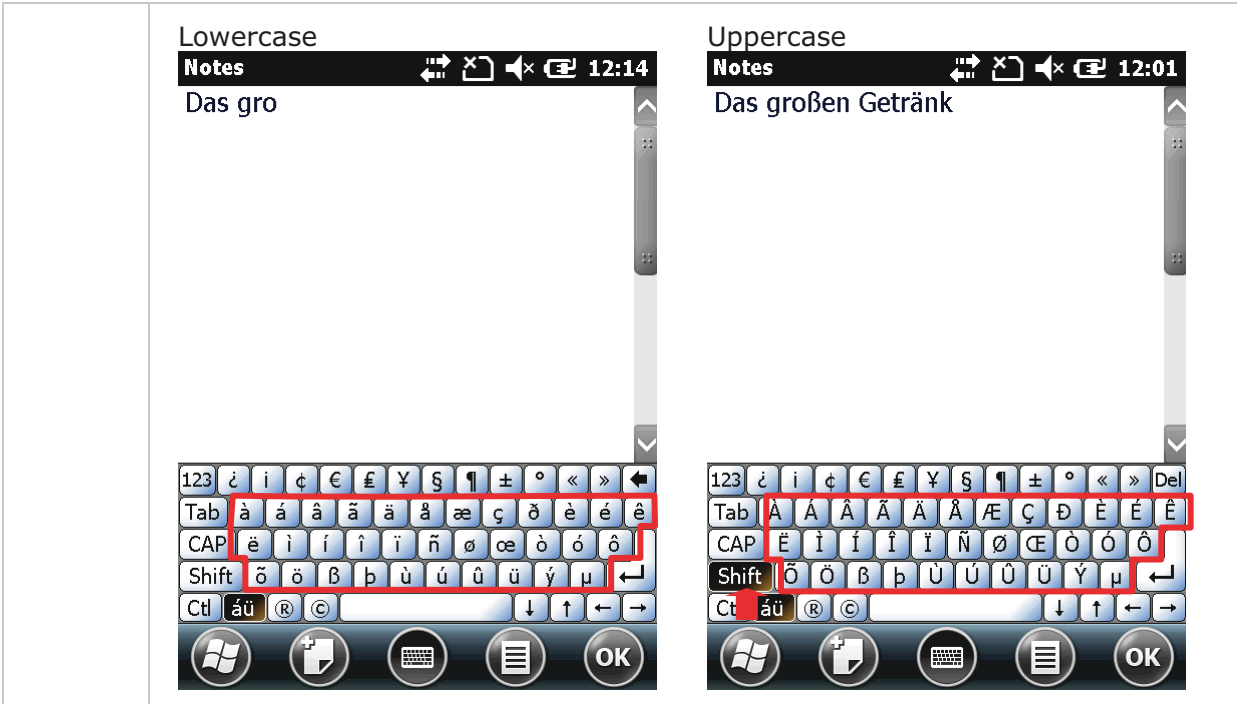 Lowercase
Notes 12:14
Das gro
123 ¿ ¡ ¢ € £ ¥ § ¶ ± ° « »
Tab à á â ã ä å æ ç ð è é ê
CAP ë ì í î ï ñ ø œ ò ó ô
Shift õ ö ß þ ù ú û ü ý µ
Ctl áü ® ©
OK
Uppercase
Notes 12:01
Das großen Getränk
123 ¿ ¡ ¢ € £ ¥ § ¶ ± ° « » Del
Tab À Á Â Ã Ä Å Æ Ç Ð È É Ê
CAP Ë Ì Í Î Ï Ñ Ø Œ Ò Ó Ô
Shift Õ Ö ß þ Ù Ú Û Ü Ý µ
Ct áü ® ©
OK